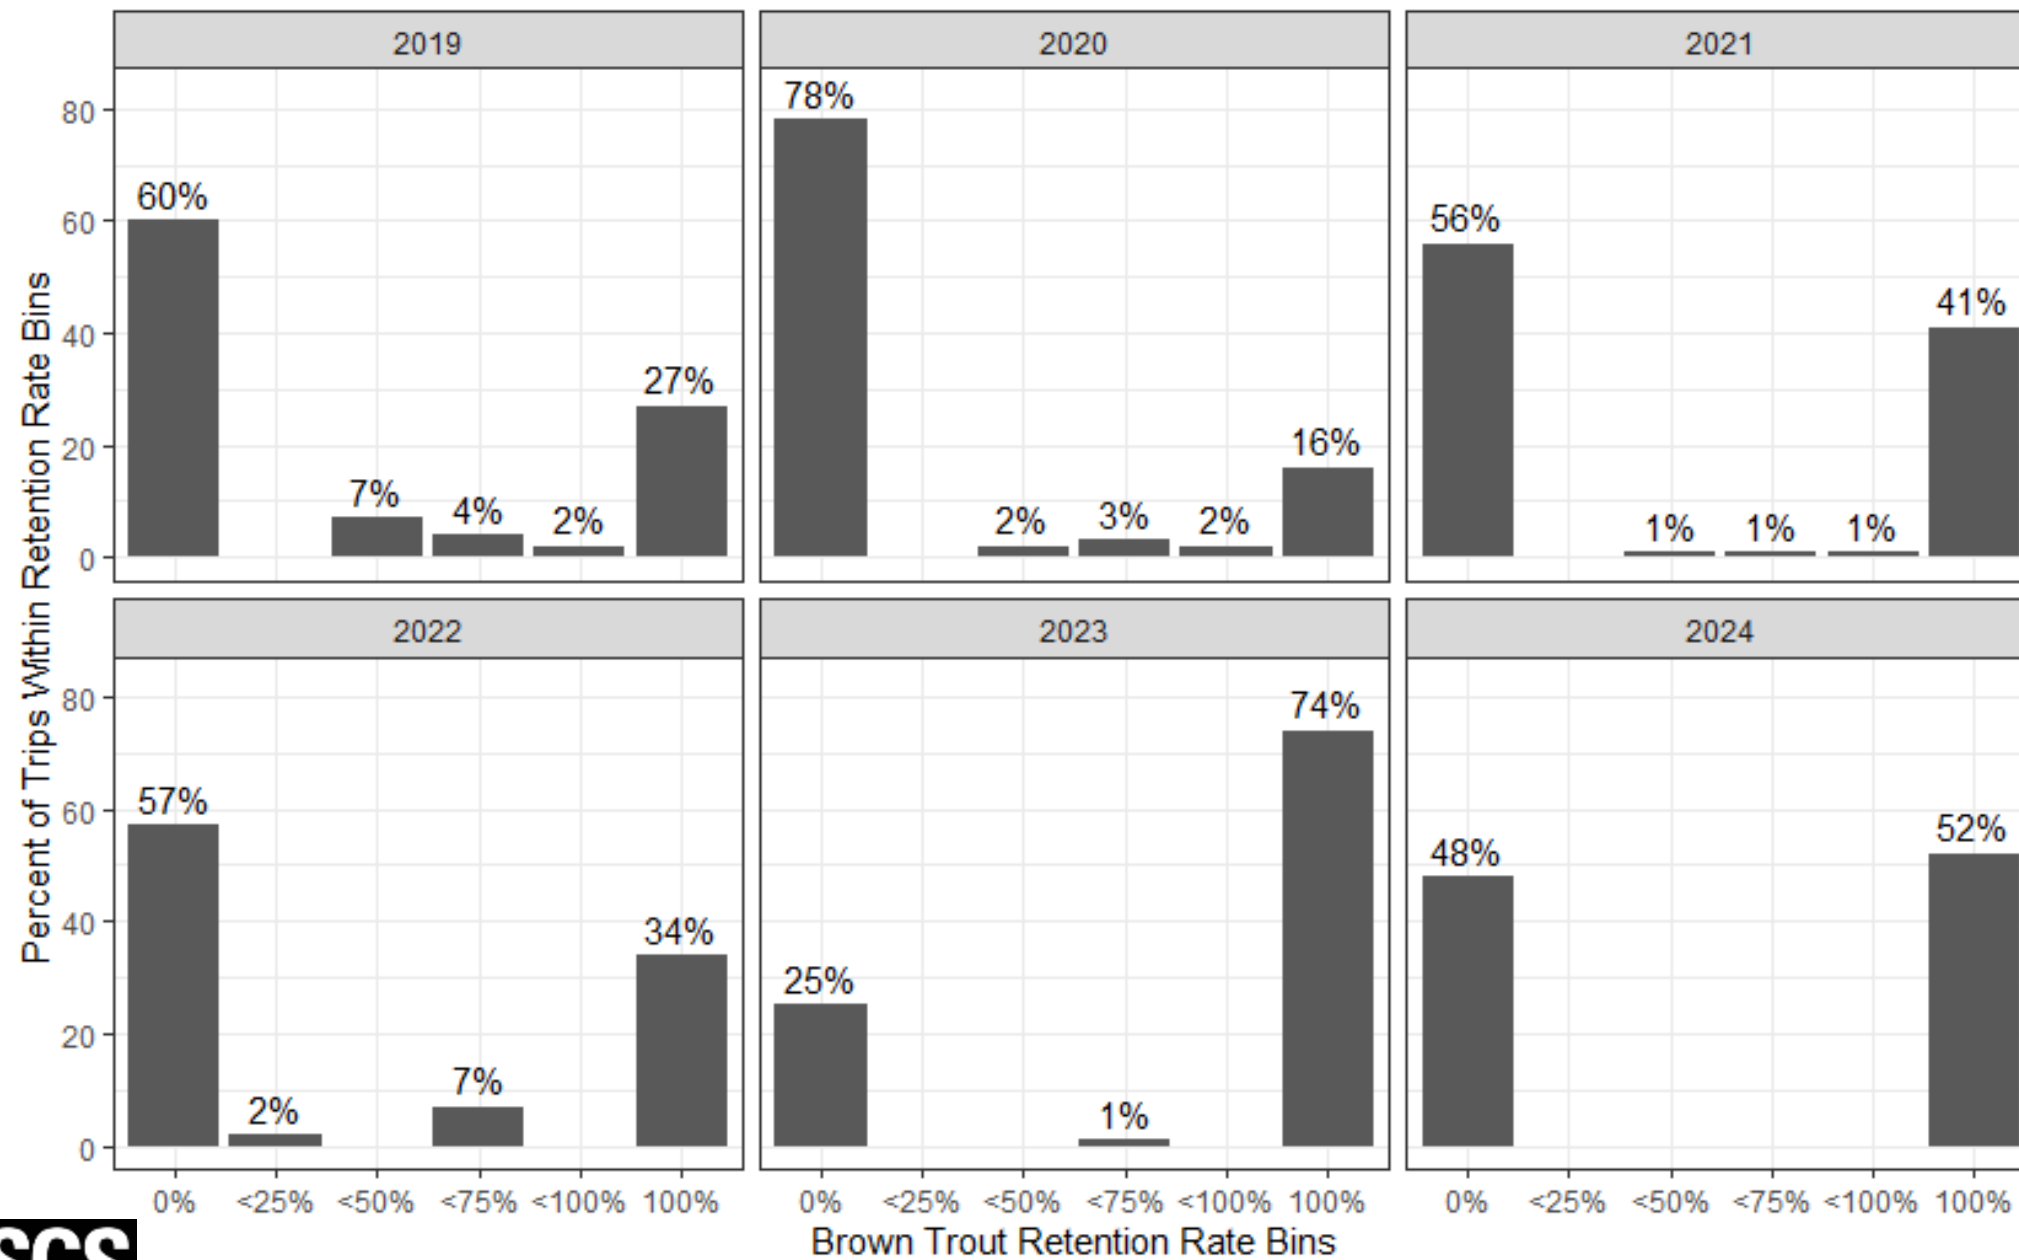 2019 2020 2021
80 78%
60% 60 56%
40 41%
27%
20 16%
7% 4% 2% 2% 3% 2% 1% 1% 1%
0
Percent of Trips Within Retention Rate Bins
2022 2023 2024
80 74%
60 57% 52%
48%
40 34%
25%
20
7%
2% 1%
0
0% <25% <50% <75% <100% 100% 0% <25% <50% <75% <100% 100% 0% <25% <50% <75% <100% 100%
Brown Trout Retention Rate Bins